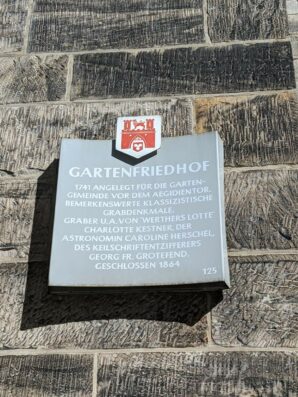 GARTENFRIEDHOF
1741 ANGELEGT FÜR DIE GARTEN-
GEMEINDE VOR DEM AEGIDIENTOR.
BEMERKENSWERTE KLASSIZISTISCHE
GRABDENKMALE.
GRÄBER U.A. VON WERTHERS LOTTE
CHARLOTTE KESTNER, DER
ASTRONOMIN CAROLINE HERSCHEL,
DES KEILSCHRIFTENTZIFFERERS
GEORG FR. GROTEFEND.
GESCHLOSSEN 1864
125